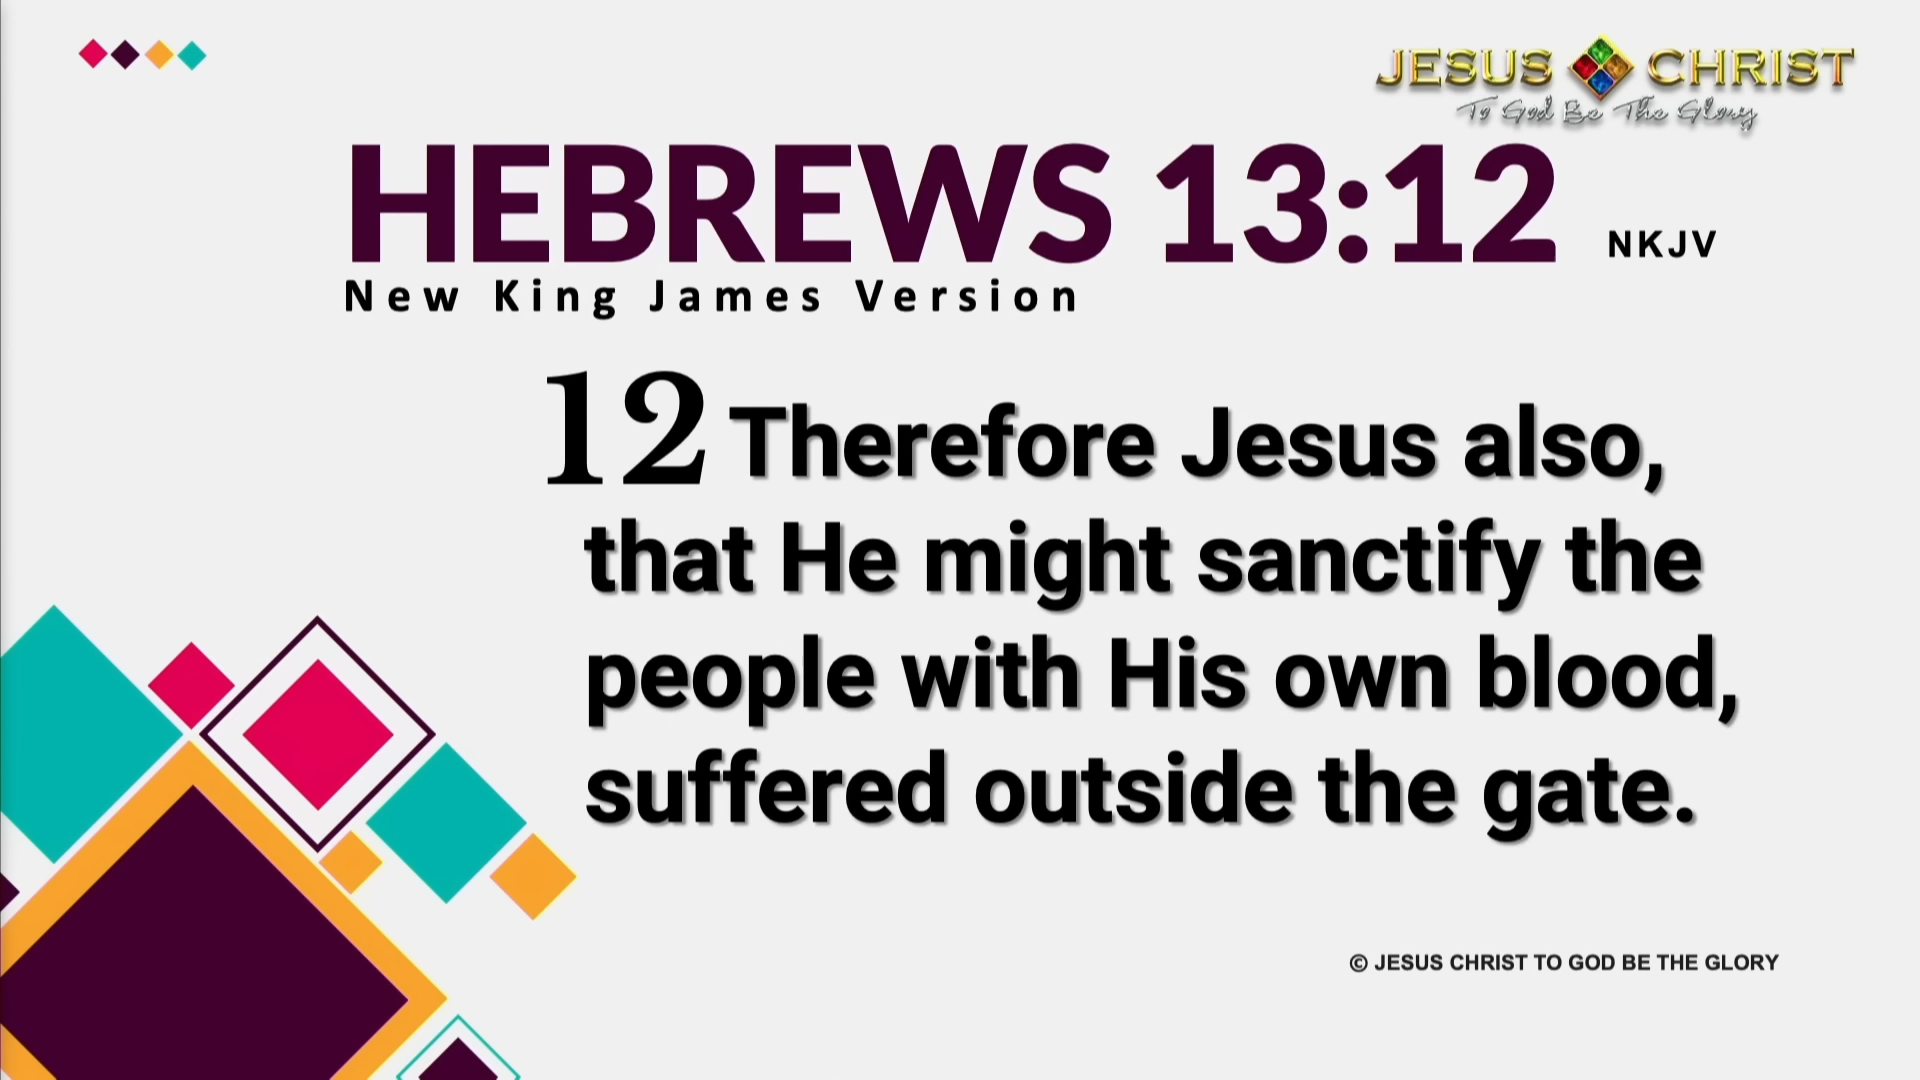 JESUS CHRIST
To God Be The Glory
HEBREWS 13:12 NKJV
New King James Version
12 Therefore Jesus also,
that He might sanctify the
people with His own blood,
suffered outside the gate.
© JESUS CHRIST TO GOD BE THE GLORY